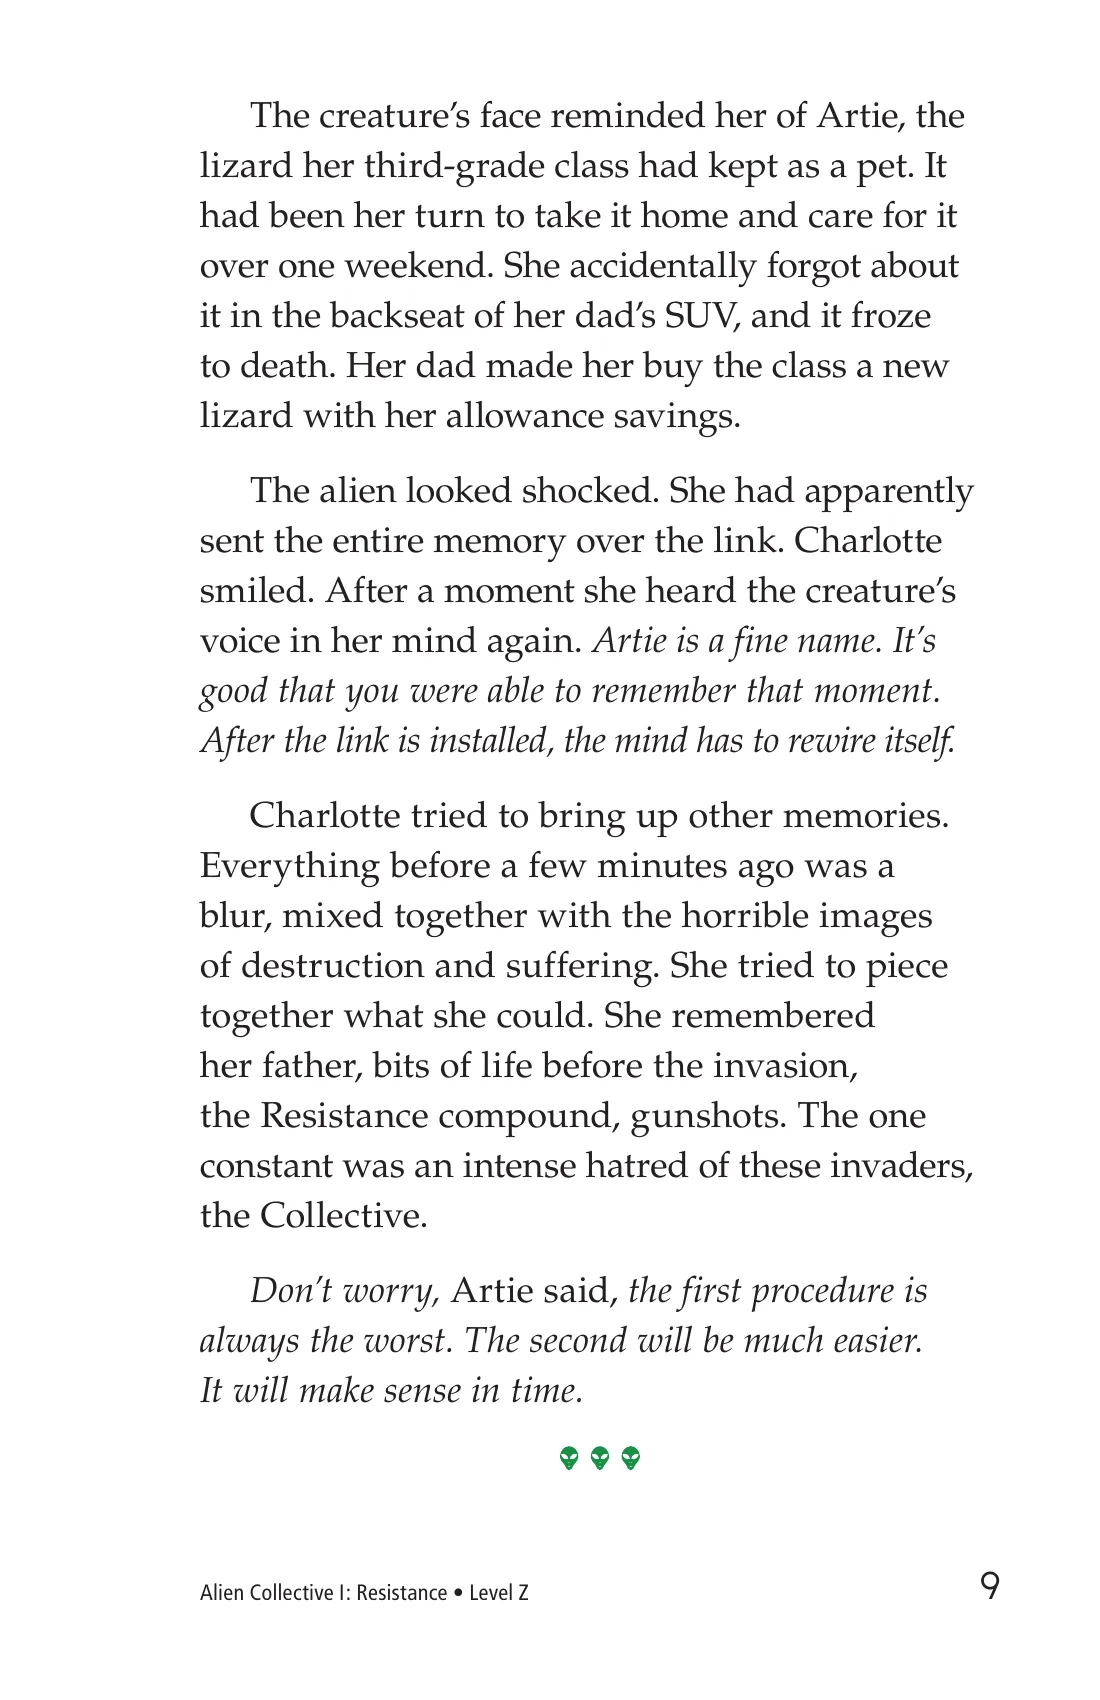 The creature’s face reminded her of Artie, the
lizard her third-grade class had kept as a pet. It
had been her turn to take it home and care for it
over one weekend. She accidentally forgot about
it in the backseat of her dad’s SUV, and it froze
to death. Her dad made her buy the class a new
lizard with her allowance savings.
The alien looked shocked. She had apparently
sent the entire memory over the link. Charlotte
smiled. After a moment she heard the creature’s
voice in her mind again. Artie is a fine name. It’s
good that you were able to remember that moment.
After the link is installed, the mind has to rewire itself.
Charlotte tried to bring up other memories.
Everything before a few minutes ago was a
blur, mixed together with the horrible images
of destruction and suffering. She tried to piece
together what she could. She remembered
her father, bits of life before the invasion,
the Resistance compound, gunshots. The one
constant was an intense hatred of these invaders,
the Collective.
Don’t worry, Artie said, the first procedure is
always the worst. The second will be much easier.
It will make sense in time.
Alien Collective I: Resistance • Level Z
9